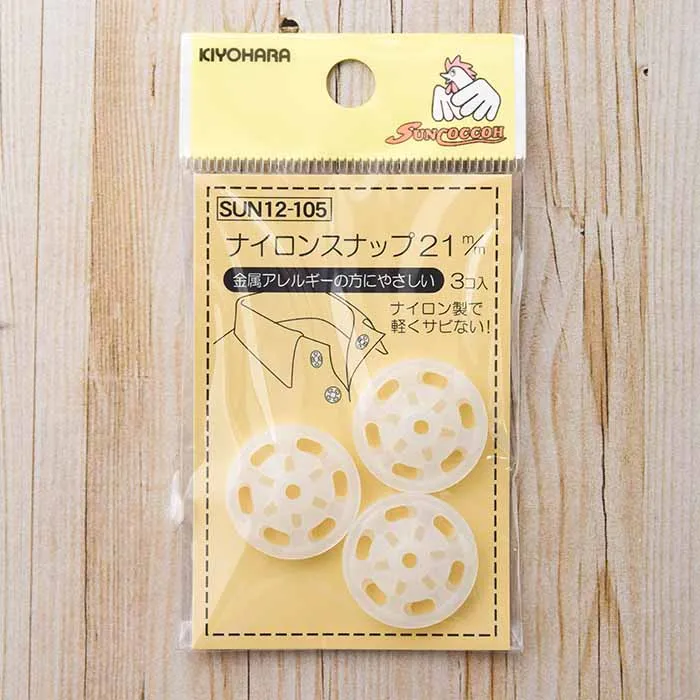 KIYOHARA
SUNCOCCOH
SUN12-105
ナイロンスナップ21m/m
金属アレルギーの方にやさしい 3コ入
ナイロン製で
軽くサビない!